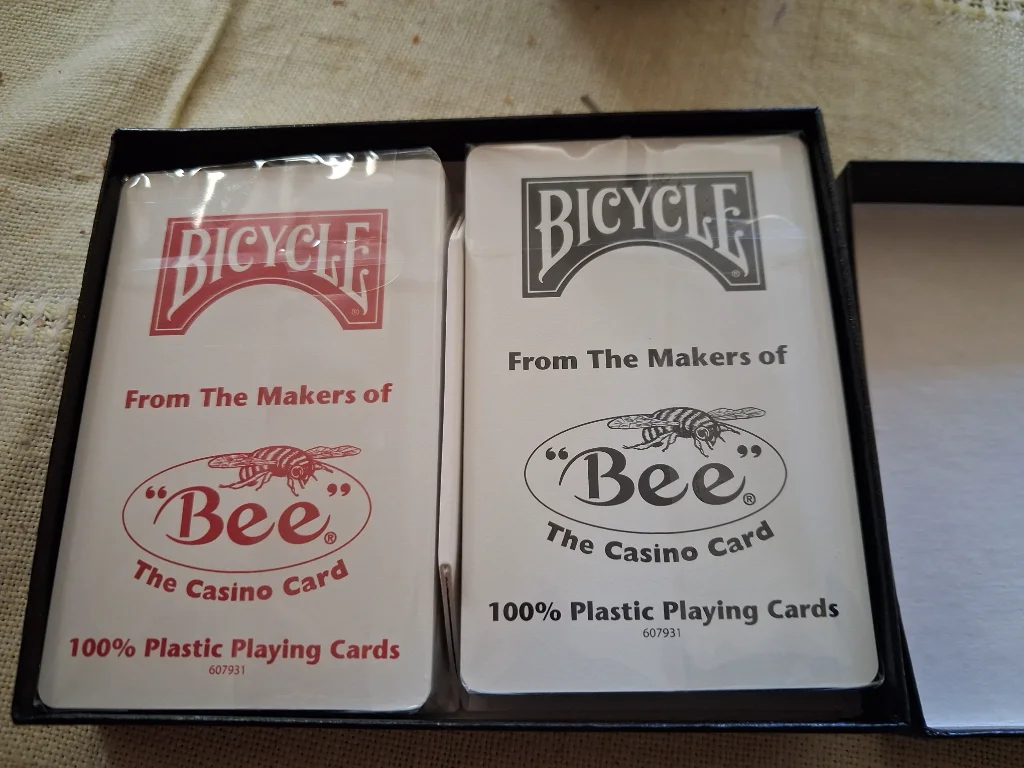 BICYCLE
®
From The Makers of
“Bee”®
The Casino Card
100% Plastic Playing Cards
607931
BICYCLE
®
From The Makers of
“Bee”®
The Casino Card
100% Plastic Playing Cards
607931